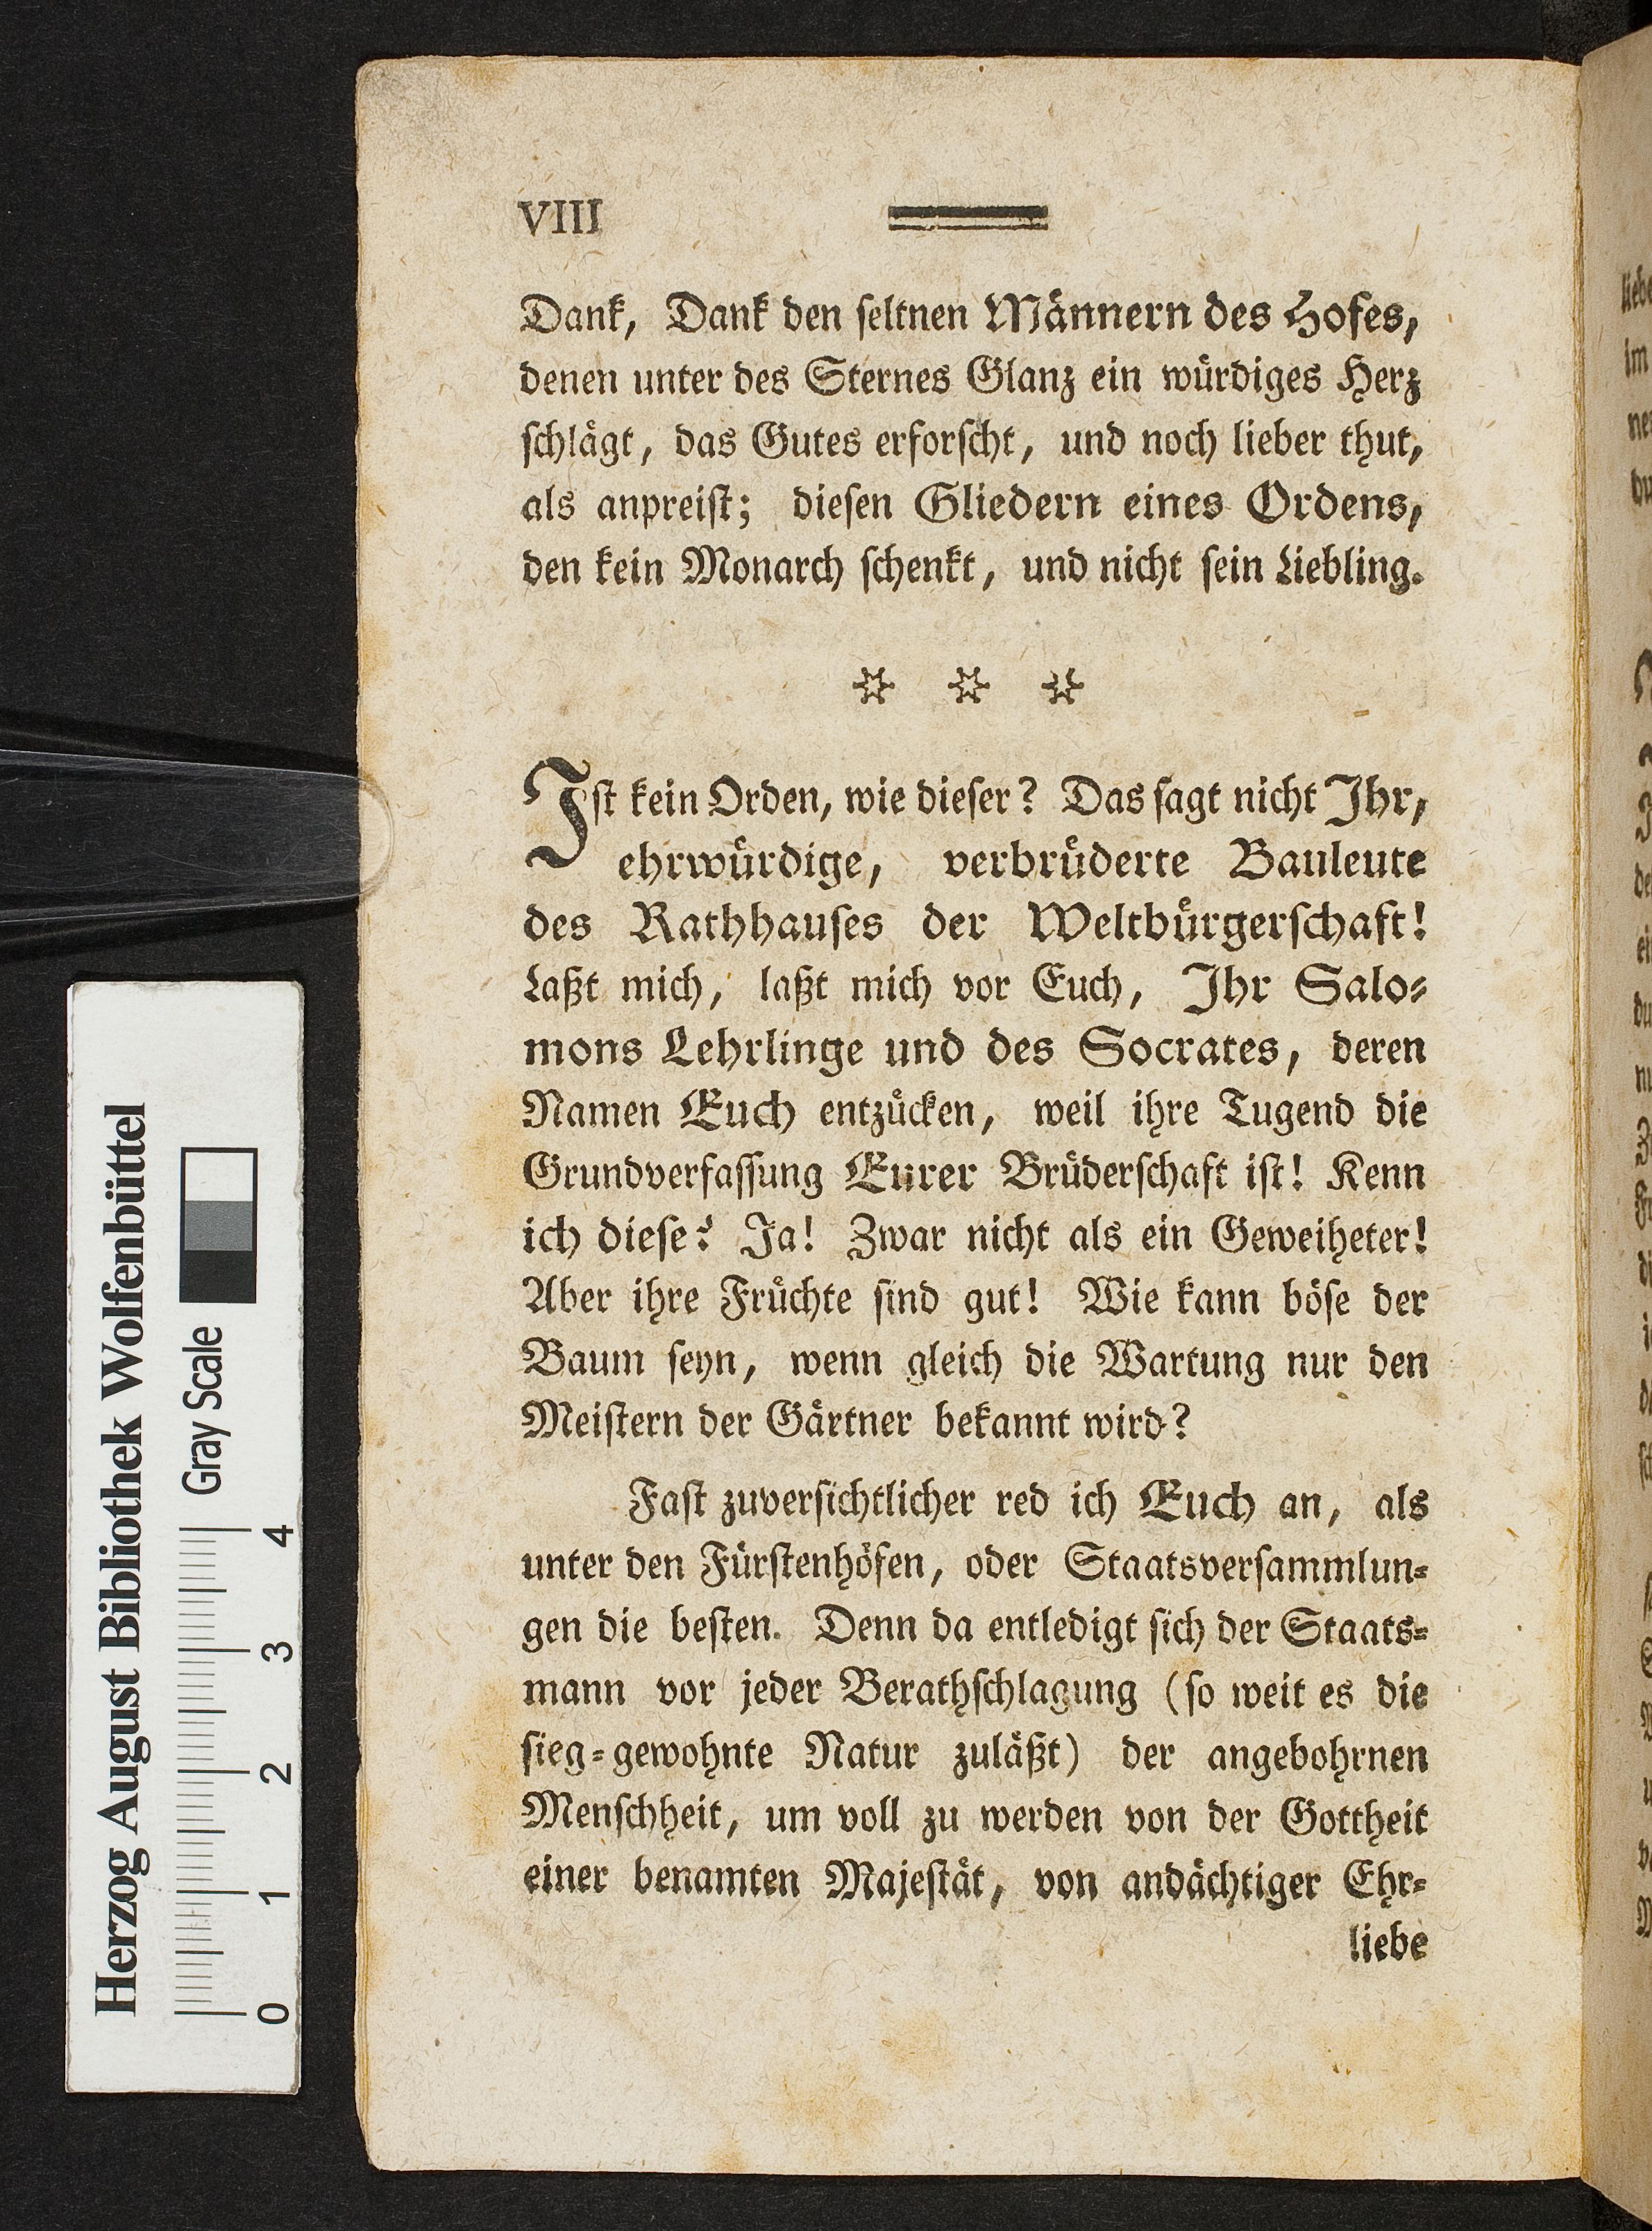 VIII
Dank, Dank den ſeltnen Männern des Hofes,
denen unter des Sternes Glanz ein würdiges Herz
ſchlägt, das Gutes erforſcht, und noch lieber thut,
als anpreiſt; dieſen Gliedern eines Ordens,
den kein Monarch ſchenkt, und nicht ſein Liebling.
* * *
Iſt kein Orden, wie dieſer? Das ſagt nicht Ihr,
ehrwürdige, verbrüderte Bauleute
des Rathhauſes der Weltbürgerſchaft!
Laßt mich, laßt mich vor Euch, Ihr Salo⸗
mons Lehrlinge und des Socrates, deren
Namen Euch entzücken, weil ihre Tugend die
Grundverfaſſung Eurer Brüderſchaft iſt! Kenn
ich dieſe? Ja! Zwar nicht als ein Geweiheter!
Aber ihre Früchte ſind gut! Wie kann böſe der
Baum ſeyn, wenn gleich die Wartung nur den
Meiſtern der Gärtner bekannt wird?
Faſt zuverſichtlicher red ich Euch an, als
unter den Fürſtenhöfen, oder Staatsverſammlun⸗
gen die beſten. Denn da entledigt ſich der Staats⸗
mann vor jeder Berathſchlagung (ſo weit es die
ſieg⸗gewohnte Natur zuläßt) der angebohrnen
Menſchheit, um voll zu werden von der Gottheit
einer benamten Majeſtät, von andächtiger Ehr⸗
liebe
Herzog August Bibliothek Wolfenbüttel
Gray Scale
0 1 2 3 4